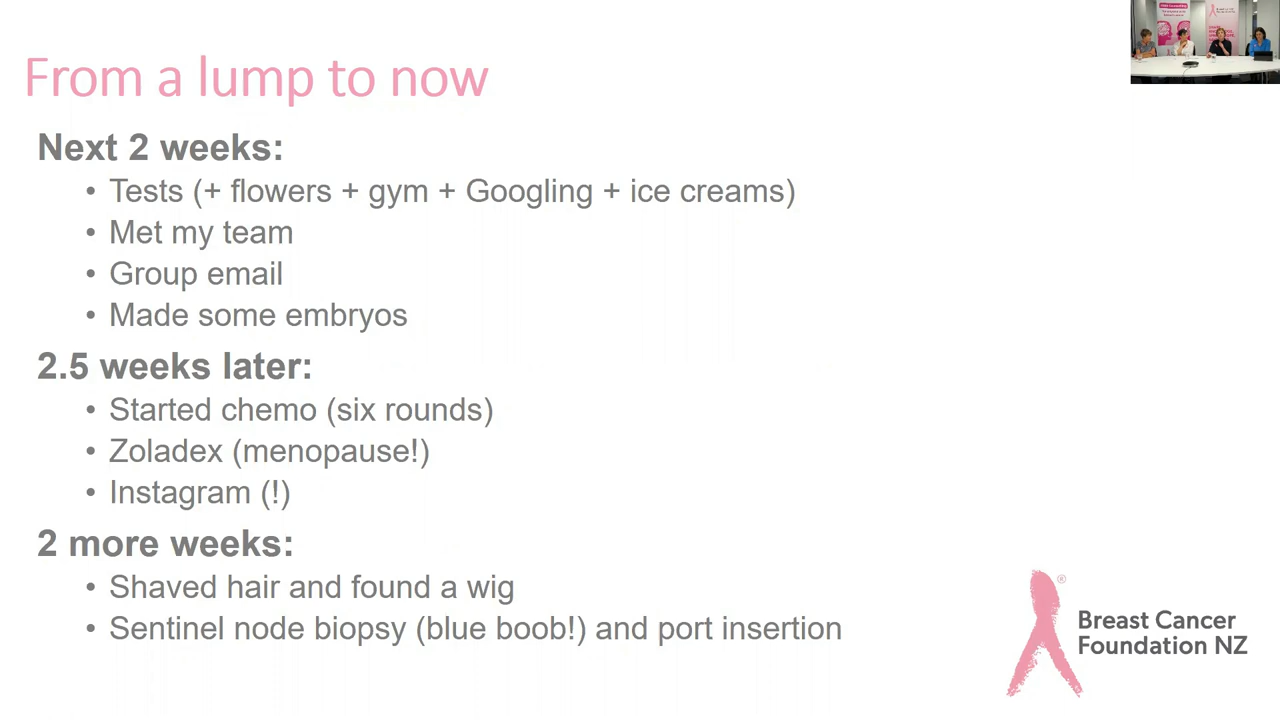 From a lump to now
Next 2 weeks:
• Tests (+ flowers + gym + Googling + ice creams)
• Met my team
• Group email
• Made some embryos
2.5 weeks later:
• Started chemo (six rounds)
• Zoladex (menopause!)
• Instagram (!)
2 more weeks:
• Shaved hair and found a wig
• Sentinel node biopsy (blue boob!) and port insertion
®
Breast Cancer
Foundation NZ